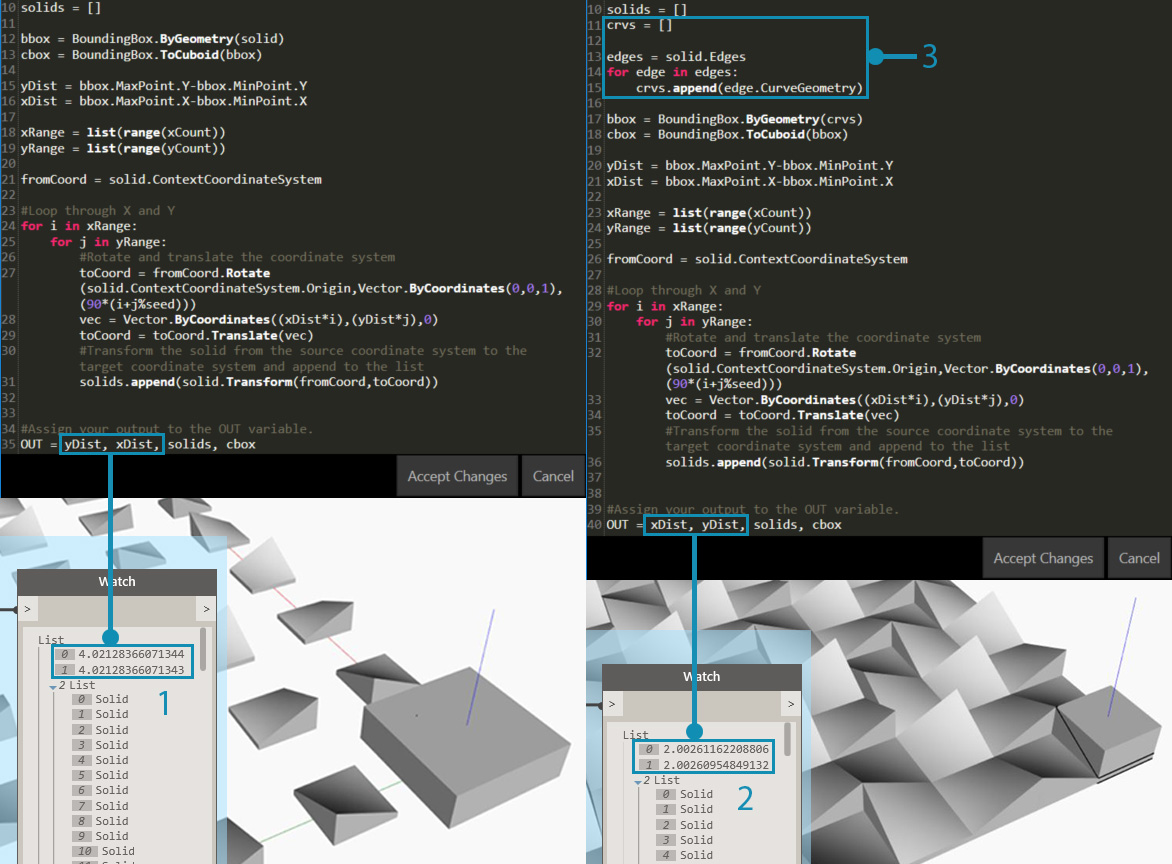 10 solids = []
11
12 bbox = BoundingBox.ByGeometry(solid)
13 cbox = BoundingBox.ToCuboid(bbox)
14
15 yDist = bbox.MaxPoint.Y-bbox.MinPoint.Y
16 xDist = bbox.MaxPoint.X-bbox.MinPoint.X
17
18 xRange = list(range(xCount))
19 yRange = list(range(yCount))
20
21 fromCoord = solid.ContextCoordinateSystem
22
23 #Loop through X and Y
24 for i in xRange:
25 for j in yRange:
26 #Rotate and translate the coordinate system
27 toCoord = fromCoord.Rotate
(solid.ContextCoordinateSystem.Origin,Vector.ByCoordinates(0,0,1),
(90*(i+j%seed)))
28 vec = Vector.ByCoordinates((xDist*i),(yDist*j),0)
29 toCoord = toCoord.Translate(vec)
30 #Transform the solid from the source coordinate system to the
target coordinate system and append to the list
31 solids.append(solid.Transform(fromCoord,toCoord))
32
33
34 #Assign your output to the OUT variable.
35 OUT = yDist, xDist, solids, cbox
Accept Changes
Cancel
Watch
>
>
List
0 4.02128366071344
1 4.02128366071343
2 List
0 Solid
1 Solid
2 Solid
3 Solid
4 Solid
5 Solid
6 Solid
7 Solid
8 Solid
9 Solid
10 Solid
11 Solid
1
10 solids = []
11 crvs = []
12
13 edges = solid.Edges
14 for edge in edges:
15 crvs.append(edge.CurveGeometry)
3
16
17 bbox = BoundingBox.ByGeometry(crvs)
18 cbox = BoundingBox.ToCuboid(bbox)
19
20 yDist = bbox.MaxPoint.Y-bbox.MinPoint.Y
21 xDist = bbox.MaxPoint.X-bbox.MinPoint.X
22
23 xRange = list(range(xCount))
24 yRange = list(range(yCount))
25
26 fromCoord = solid.ContextCoordinateSystem
27
28 #Loop through X and Y
29 for i in xRange:
30 for j in yRange:
31 #Rotate and translate the coordinate system
32 toCoord = fromCoord.Rotate
(solid.ContextCoordinateSystem.Origin,Vector.ByCoordinates(0,0,1),
(90*(i+j%seed)))
33 vec = Vector.ByCoordinates((xDist*i),(yDist*j),0)
34 toCoord = toCoord.Translate(vec)
35 #Transform the solid from the source coordinate system to the
target coordinate system and append to the list
36 solids.append(solid.Transform(fromCoord,toCoord))
37
38
39 #Assign your output to the OUT variable.
40 OUT = xDist, yDist, solids, cbox
Accept Changes
Cancel
Watch
>
>
List
0 2.00261162208806
1 2.00260954849132
2 List
0 Solid
1 Solid
2 Solid
3 Solid
4 Solid
2